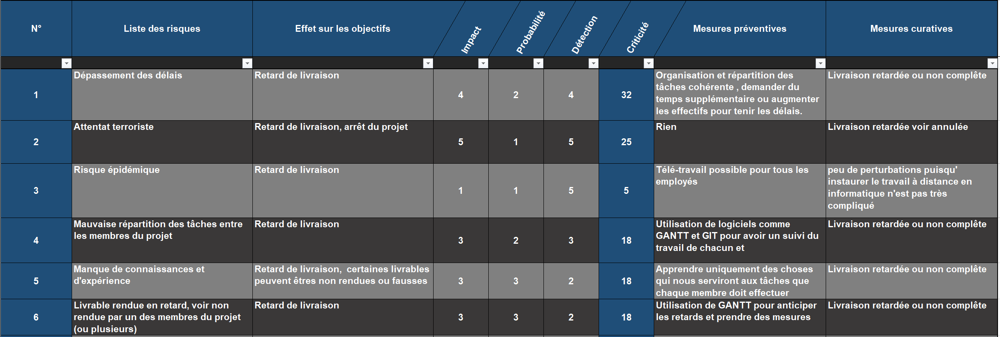 N°
Liste des risques
Effet sur les objectifs
Impact
Probabilité
Détection
Criticité
Mesures préventives
Mesures curatives
1
Dépassement des délais
Retard de livraison
4
2
4
32
Organisation et répartition des
tâches cohérente , demander du
temps supplémentaire ou augmenter
les effectifs pour tenir les délais.
Livraison retardée ou non complête
2
Attentat terroriste
Retard de livraison, arrêt du projet
5
1
5
25
Rien
Livraison retardée voir annulée
3
Risque épidémique
Retard de livraison
1
1
5
5
Télé-travail possible pour tous les
employés
peu de perturbations puisqu'
instaurer le travail à distance en
informatique n'est pas très
compliqué
4
Mauvaise répartition des tâches entre
les membres du projet
Retard de livraison
3
2
3
18
Utilisation de logiciels comme
GANTT et GIT pour avoir un suivi du
travail de chacun et
Livraison retardée ou non complête
5
Manque de connaissances et
d'expérience
Retard de livraison, certaines livrables
peuvent êtres non rendues ou fausses
3
3
2
18
Apprendre uniquement des choses
qui nous serviront aux tâches que
chaque membre doit effectuer
Livraison retardée ou non complête
6
Livrable rendue en retard, voir non
rendue par un des membres du projet
(ou plusieurs)
Retard de livraison
3
3
2
18
Utilisation de GANTT pour anticiper
les retards et prendre des mesures
Livraison retardée ou non complête